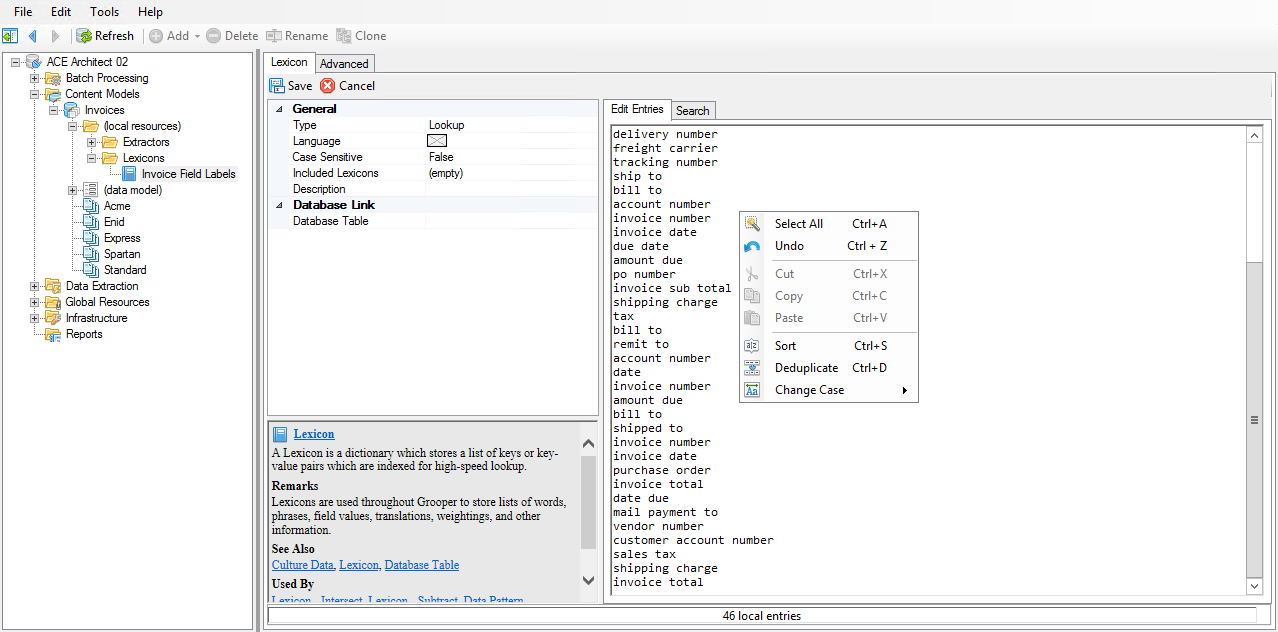 File Edit Tools Help
Refresh Add Delete Rename Clone
ACE Architect 02
Batch Processing
Content Models
Invoices
(local resources)
Extractors
Lexicons
Invoice Field Labels
(data model)
Acme
Enid
Express
Spartan
Standard
Data Extraction
Global Resources
Infrastructure
Reports
Lexicon Advanced
Save Cancel
General
Type Lookup
Language
Case Sensitive False
Included Lexicons (empty)
Description
Database Link
Database Table
Lexicon
A Lexicon is a dictionary which stores a list of keys or key-
value pairs which are indexed for high-speed lookup.
Remarks
Lexicons are used throughout Grooper to store lists of words,
phrases, field values, translations, weightings, and other
information.
See Also
Culture Data, Lexicon, Database Table
Used By
Lexicon, Intersect, Lexicon, Subtract, Data Pattern
Edit Entries Search
delivery number
freight carrier
tracking number
ship to
bill to
account number
invoice number
invoice date
due date
amount due
po number
invoice sub total
shipping charge
tax
bill to
remit to
account number
date
invoice number
amount due
bill to
shipped to
invoice number
invoice date
purchase order
invoice total
date due
mail payment to
vendor number
customer account number
sales tax
shipping charge
invoice total
Select All Ctrl+A
Undo Ctrl + Z
Cut Ctrl+X
Copy Ctrl+C
Paste Ctrl+V
a|z Sort Ctrl+S
Deduplicate Ctrl+D
Aa Change Case
46 local entries